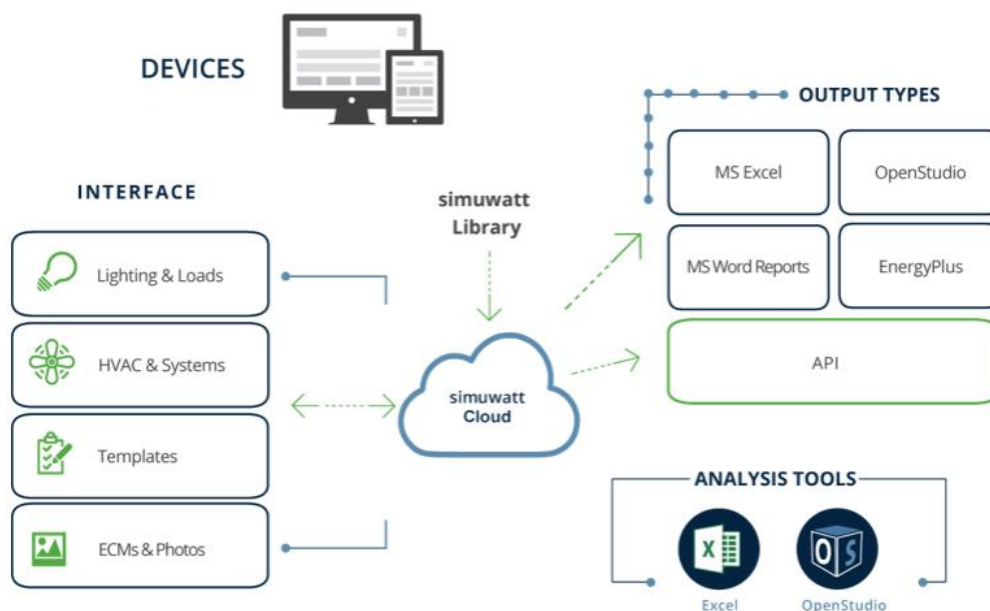 DEVICES
OUTPUT TYPES
MS Excel
OpenStudio
INTERFACE
simuwatt
Library
Lighting & Loads
MS Word Reports
EnergyPlus
HVAC & Systems
API
simuwatt
Cloud
Templates
ANALYSIS TOOLS
ECMs & Photos
X
OS
Excel
OpenStudio